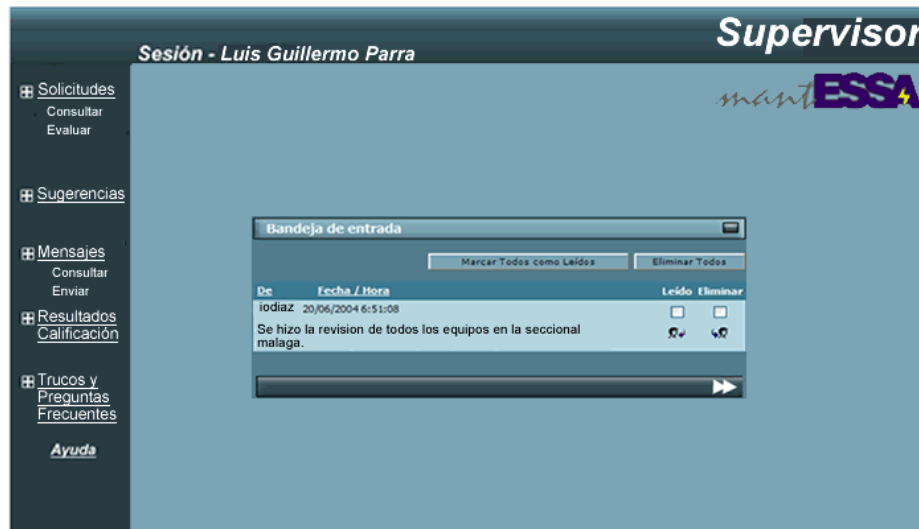 Supervisor
Sesión - Luis Guillermo Parra
mantESSA
Solicitudes
Consultar
Evaluar
Sugerencias
Mensajes
Consultar
Enviar
Resultados
Calificación
Trucos y
Preguntas
Frecuentes
Ayuda
Bandeja de entrada
Marcar Todos como Leídos Eliminar Todos
De Fecha / Hora Leído Eliminar
iodiaz 20/06/2004 6:51:08
Se hizo la revision de todos los equipos en la seccional
malaga.